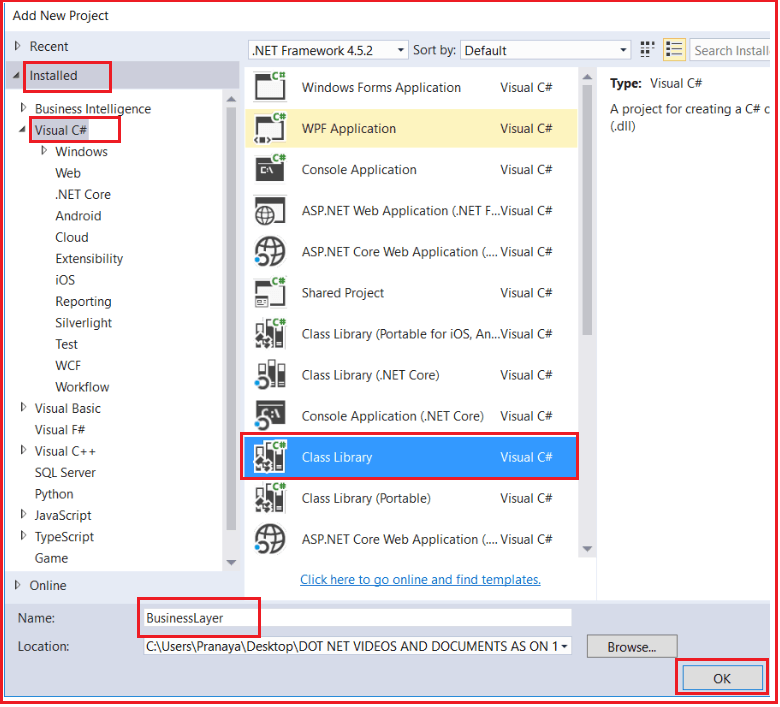 Add New Project
Recent
.NET Framework 4.5.2
Sort by:
Default
Search Install
Installed
Business Intelligence
Visual C#
Windows
Web
.NET Core
Android
Cloud
Extensibility
iOS
Reporting
Silverlight
Test
WCF
Workflow
Visual Basic
Visual F#
Visual C++
SQL Server
Python
JavaScript
TypeScript
Game
Online
C# Windows Forms Application Visual C#
C# WPF Application Visual C#
C# Console Application Visual C#
ASP.NET Web Application (.NET F... Visual C#
ASP.NET Core Web Application (.... Visual C#
C# Shared Project Visual C#
C# Class Library (Portable for iOS, An... Visual C#
Class Library (.NET Core) Visual C#
Console Application (.NET Core) Visual C#
C# Class Library Visual C#
C# Class Library (Portable) Visual C#
ASP.NET Core Web Application (.... Visual C#
Click here to go online and find templates.
Type: Visual C#
A project for creating a C# c
(.dll)
Name: BusinessLayer
Location: C:\Users\Pranaya\Desktop\DOT NET VIDEOS AND DOCUMENTS AS ON 1
Browse...
OK